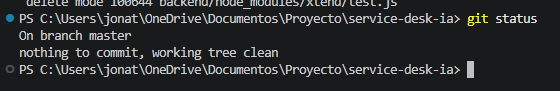 delete mode 100644 backend/node_modules/xtend/test.js
PS C:\Users\jonat\OneDrive\Documentos\Proyecto\service-desk-ia> git status
On branch master
nothing to commit, working tree clean
PS C:\Users\jonat\OneDrive\Documentos\Proyecto\service-desk-ia>